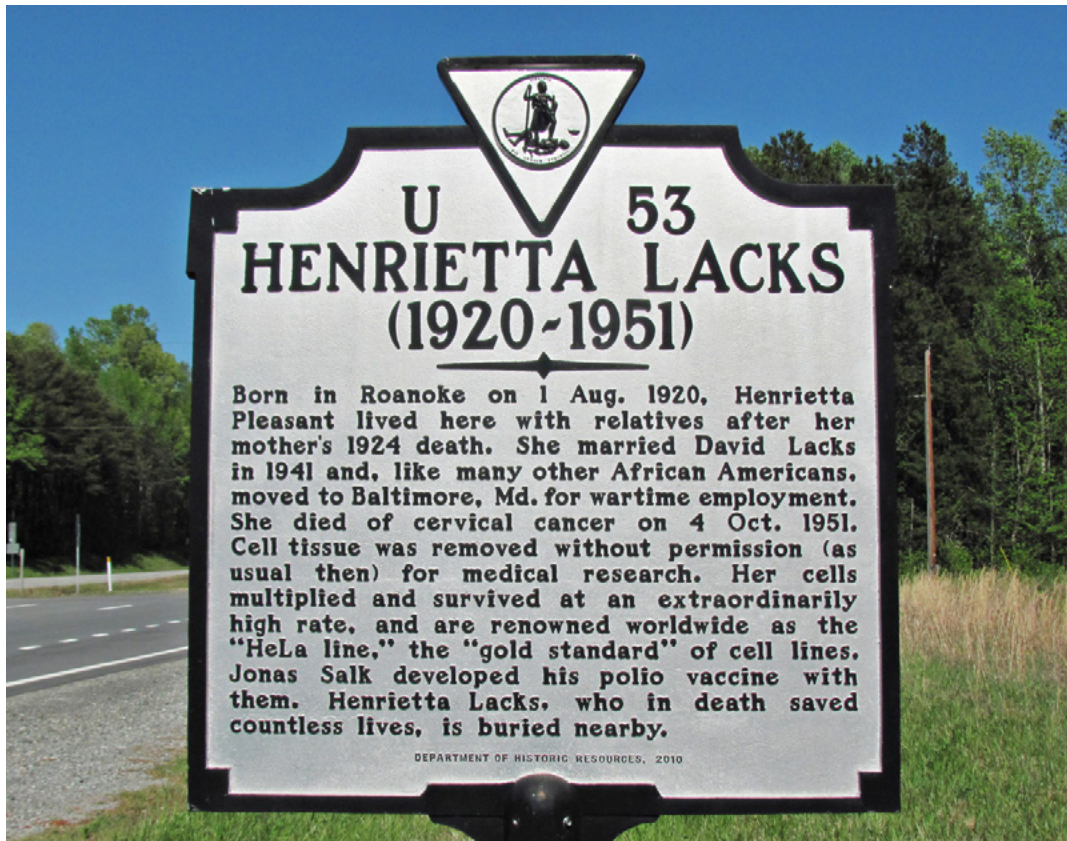 U 53
HENRIETTA LACKS
(1920-1951)
Born in Roanoke on 1 Aug. 1920, Henrietta
Pleasant lived here with relatives after her
mother's 1924 death. She married David Lacks
in 1941 and, like many other African Americans,
moved to Baltimore, Md. for wartime employment.
She died of cervical cancer on 4 Oct. 1951.
Cell tissue was removed without permission (as
usual then) for medical research. Her cells
multiplied and survived at an extraordinarily
high rate, and are renowned worldwide as the
"HeLa line," the "gold standard" of cell lines.
Jonas Salk developed his polio vaccine with
them. Henrietta Lacks, who in death saved
countless lives, is buried nearby.
DEPARTMENT OF HISTORIC RESOURCES, 2010